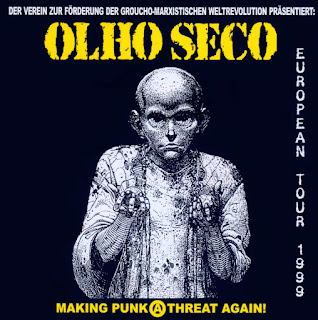 DER VEREIN ZUR FÖRDERUNG DER GROUCHO-MARXISTISCHEN WELTREVOLUTION PRÄSENTIERT:
OLHO SECO
EUROPEAN TOUR 1999
MAKING PUNK A THREAT AGAIN!